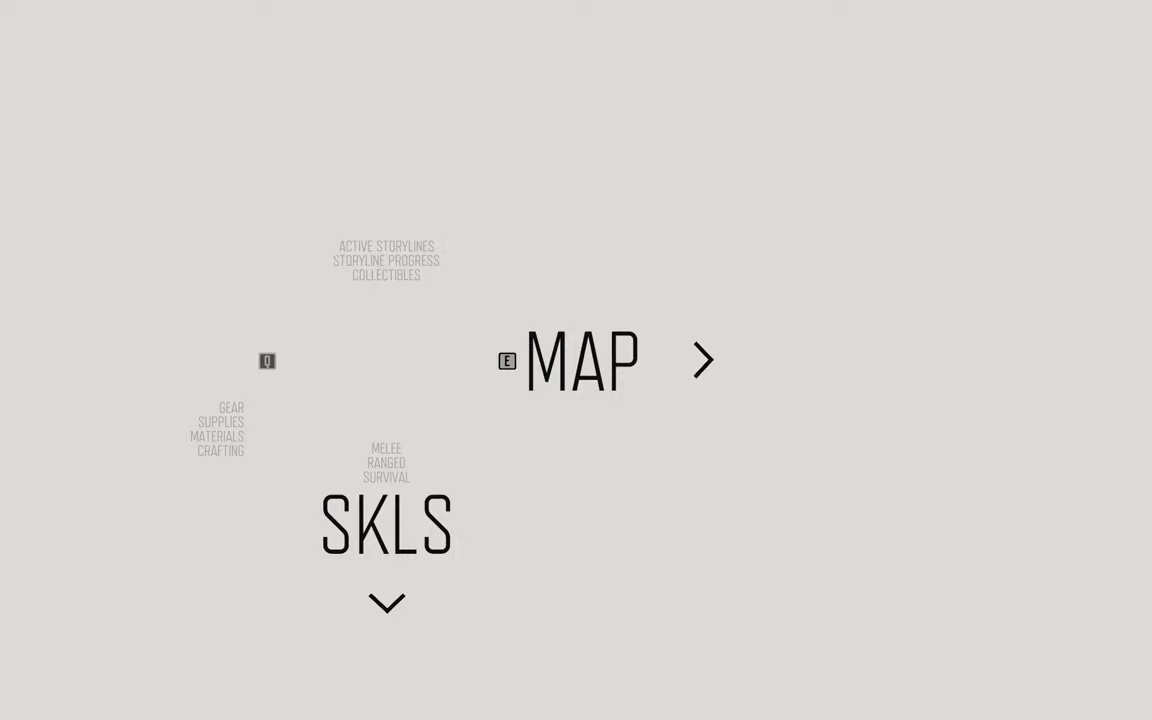 ACTIVE STORYLINES
STORYLINE PROGRESS
COLLECTIBLES
Q
E MAP
GEAR
SUPPLIES
MATERIALS
CRAFTING
MELEE
RANGED
SURVIVAL
SKLS